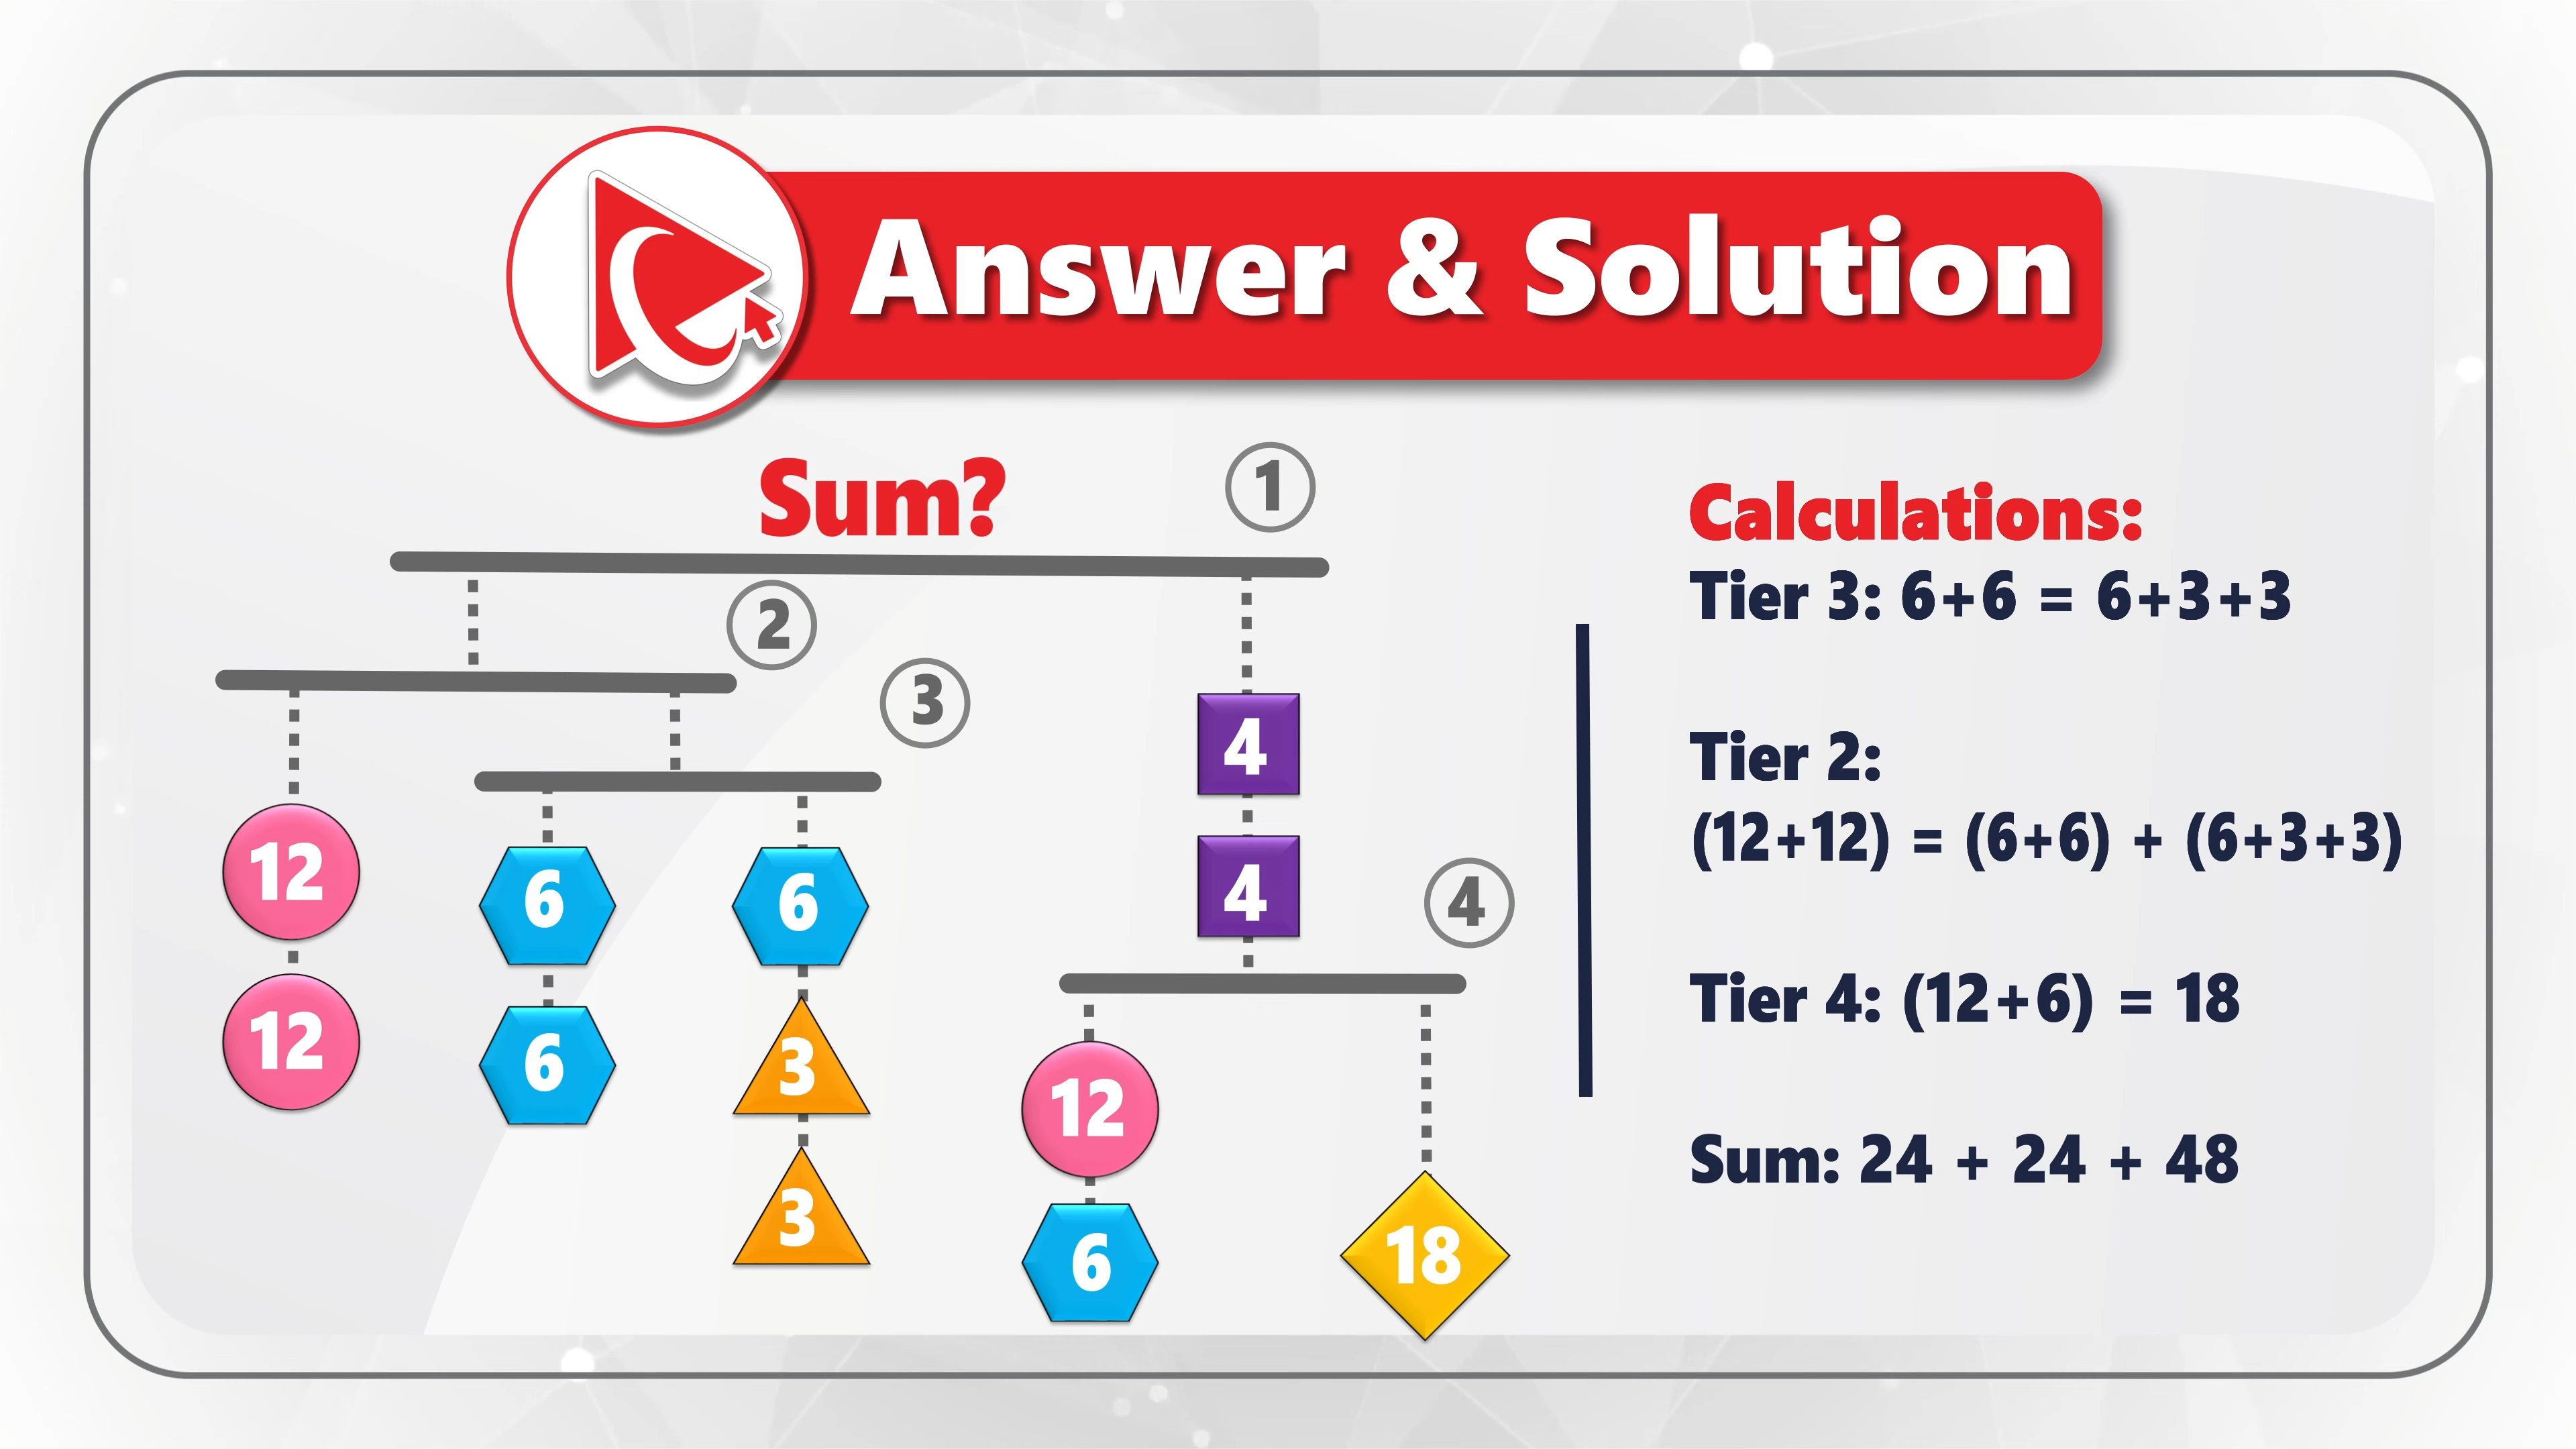 Answer & Solution
Sum?
1
2
3
4
4
4
12
12
6
6
6
3
3
12
6
18
Calculations:
Tier 3: 6+6 = 6+3+3
Tier 2:
(12+12) = (6+6) + (6+3+3)
Tier 4: (12+6) = 18
Sum: 24 + 24 + 48